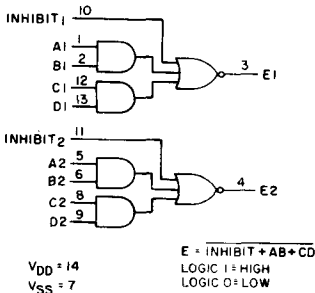 INHIBIT1 10
A1 1
B1 2
C1 12
D1 13
3 E1
INHIBIT2 11
A2 5
B2 6
C2 8
D2 9
4 E2
VDD = 14
VSS = 7
E = INHIBIT + AB + CD
LOGIC 1 = HIGH
LOGIC 0 = LOW